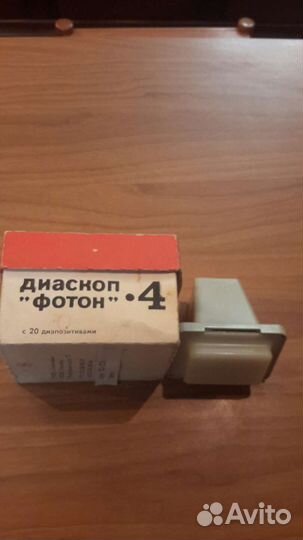 диаскоп
"фотон" •4
с 20 диапозитивами
Avito